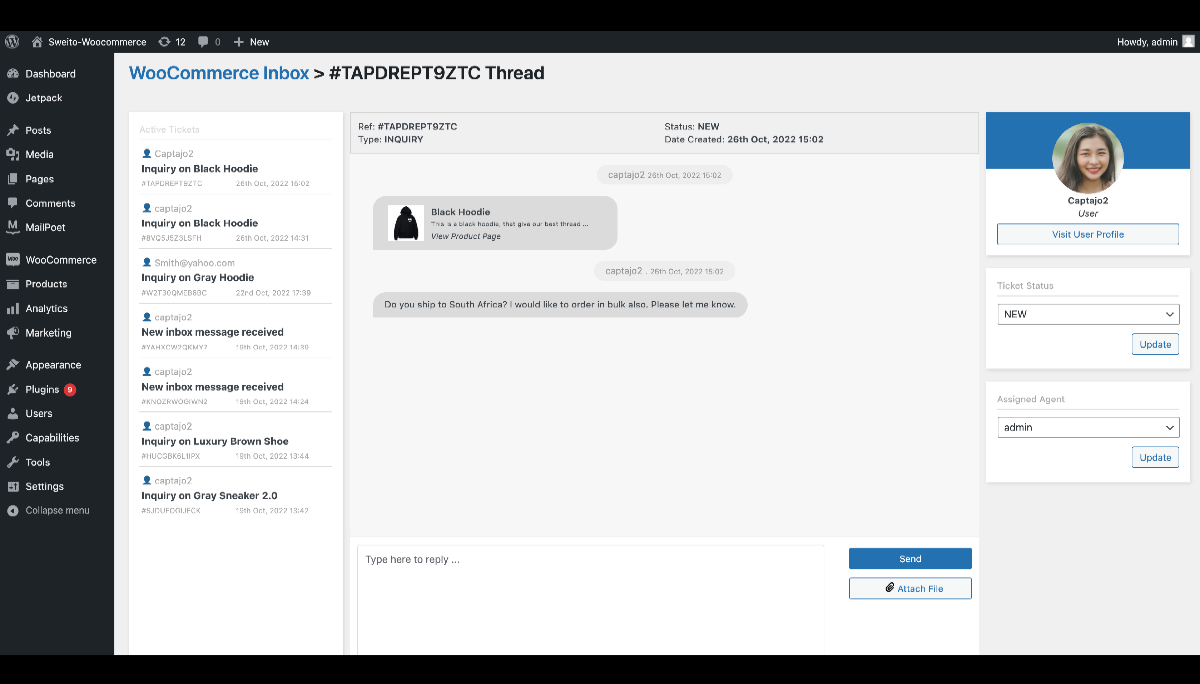 Sweito-Woocommerce 12 0 New Howdy, admin
Dashboard
Jetpack
Posts
Media
Pages
Comments
MailPoet
WooCommerce
Products
Analytics
Marketing
Appearance
Plugins 9
Users
Capabilities
Tools
Settings
Collapse menu
WooCommerce Inbox > #TAPDREPT9ZTC Thread
Active Tickets
Captajo2
Inquiry on Black Hoodie
#TAPDREPT9ZTC 26th Oct, 2022 15:02
captajo2
Inquiry on Black Hoodie
26th Oct, 2022 14:31
Smith@yahoo.com
Inquiry on Gray Hoodie
22nd Oct, 2022 17:39
captajo2
New inbox message received
19th Oct, 2022 14:39
captajo2
New inbox message received
19th Oct, 2022 14:24
captajo2
Inquiry on Luxury Brown Shoe
19th Oct, 2022 13:44
captajo2
Inquiry on Gray Sneaker 2.0
19th Oct, 2022 13:42
Ref: #TAPDREPT9ZTC
Type: INQUIRY
Status: NEW
Date Created: 26th Oct, 2022 15:02
captajo2 26th Oct, 2022 15:02
Black Hoodie
This is a black hoodie, that give our best thread ...
View Product Page
captajo2 . 26th Oct, 2022 15:02
Do you ship to South Africa? I would like to order in bulk also. Please let me know.
Type here to reply ...
Send
Attach File
Captajo2
User
Visit User Profile
Ticket Status
NEW
Update
Assigned Agent
admin
Update